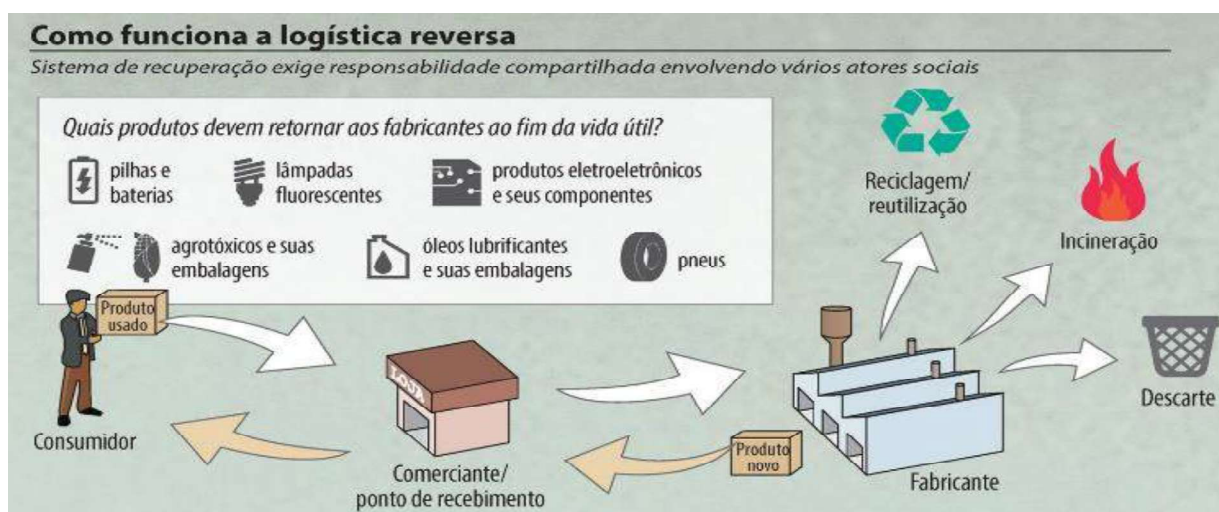 Como funciona a logística reversa
Sistema de recuperação exige responsabilidade compartilhada envolvendo vários atores sociais
Quais produtos devem retornar aos fabricantes ao fim da vida útil?
pilhas e
baterias
lâmpadas
fluorescentes
produtos eletroeletrônicos
e seus componentes
agrotóxicos e suas
embalagens
óleos lubrificantes
e suas embalagens
pneus
Reciclagem/
reutilização
Incineração
Descarte
Produto
usado
Consumidor
LOJA
Comerciante/
ponto de recebimento
Produto
novo
Fabricante